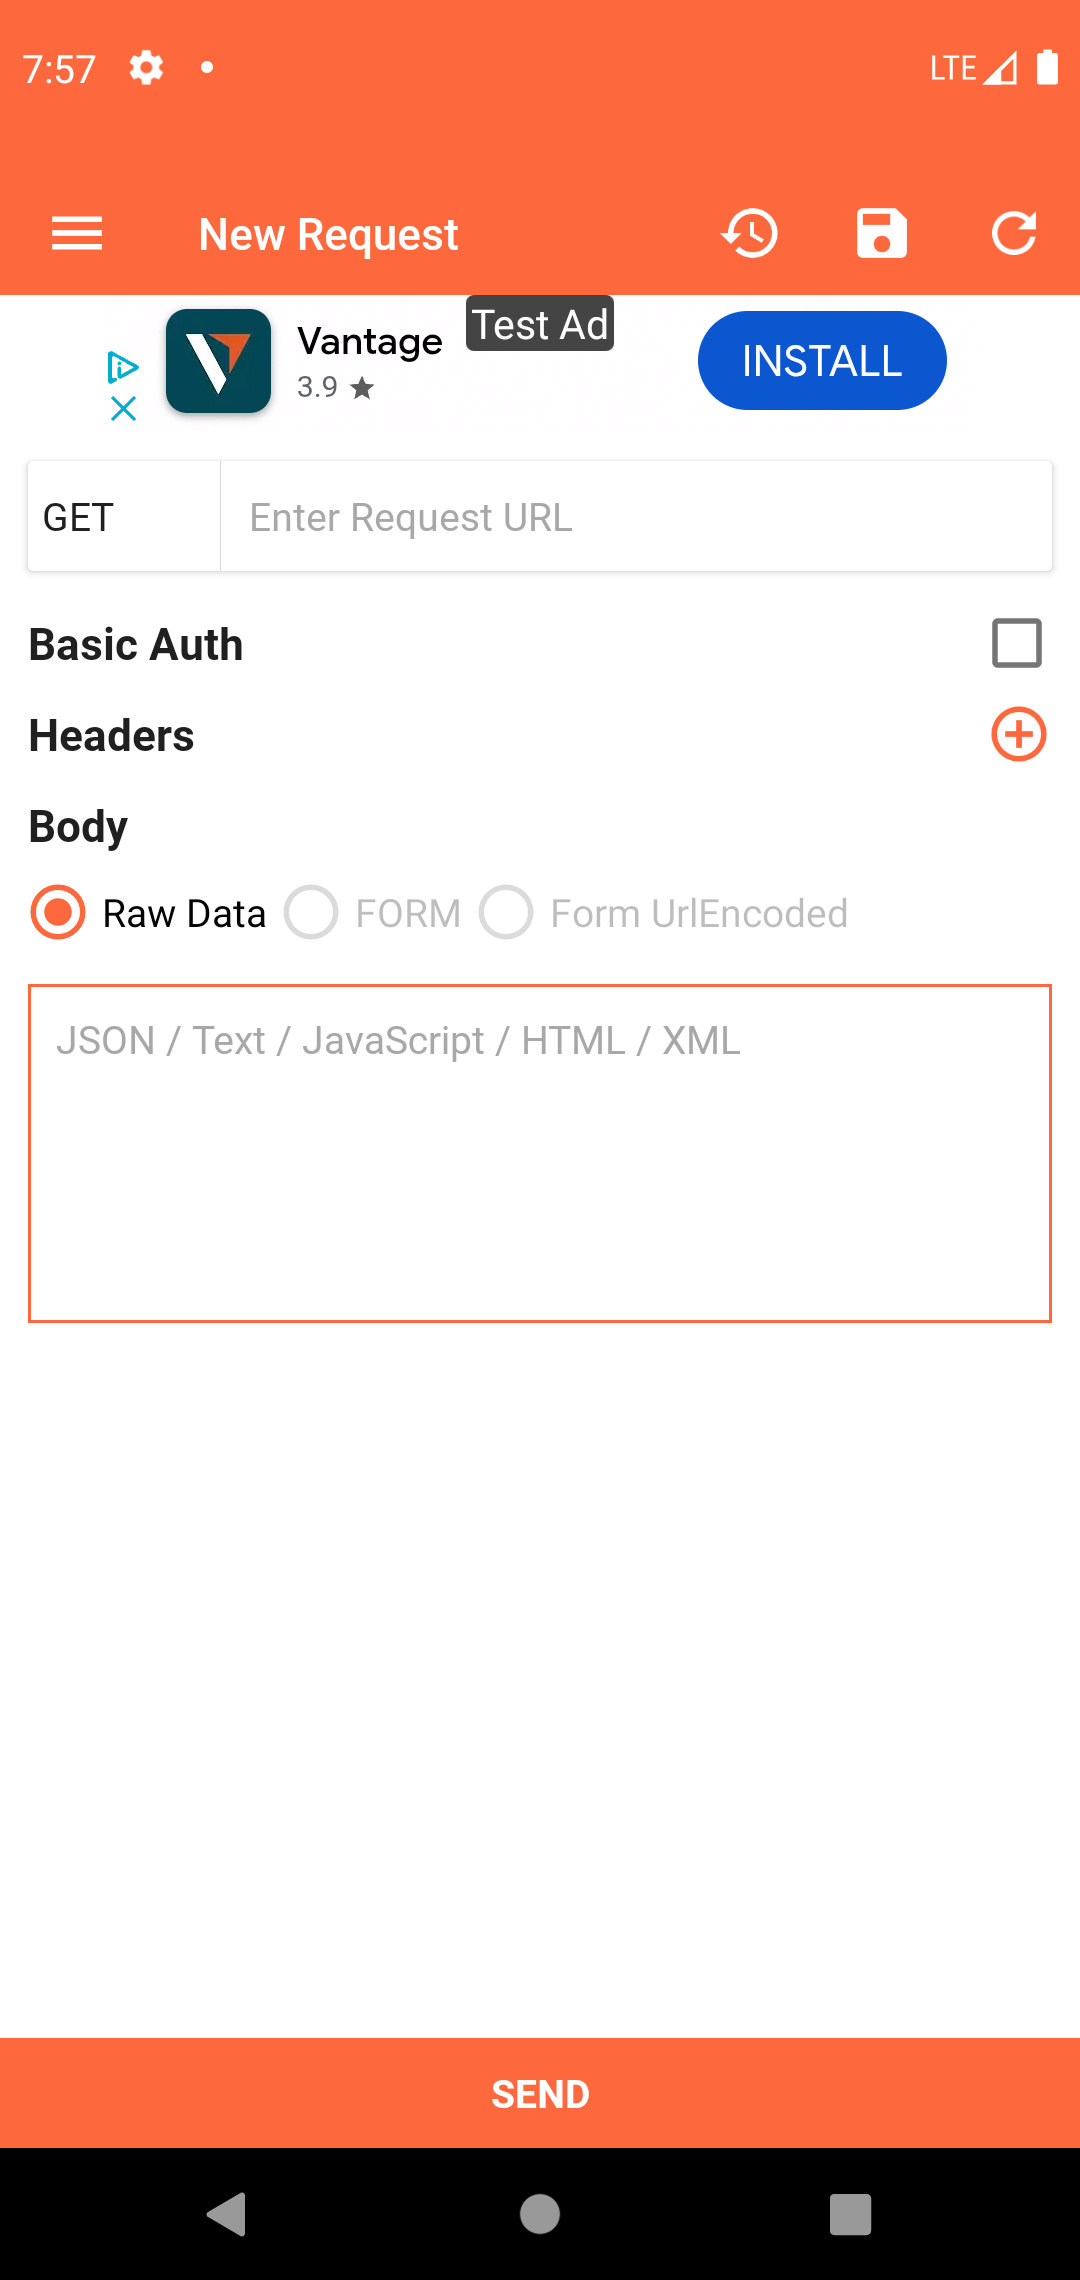 7:57
LTE
New Request
Test Ad
Vantage
3.9
INSTALL
GET
Enter Request URL
Basic Auth
Headers
Body
Raw Data
FORM
Form UrlEncoded
JSON / Text / JavaScript / HTML / XML
SEND